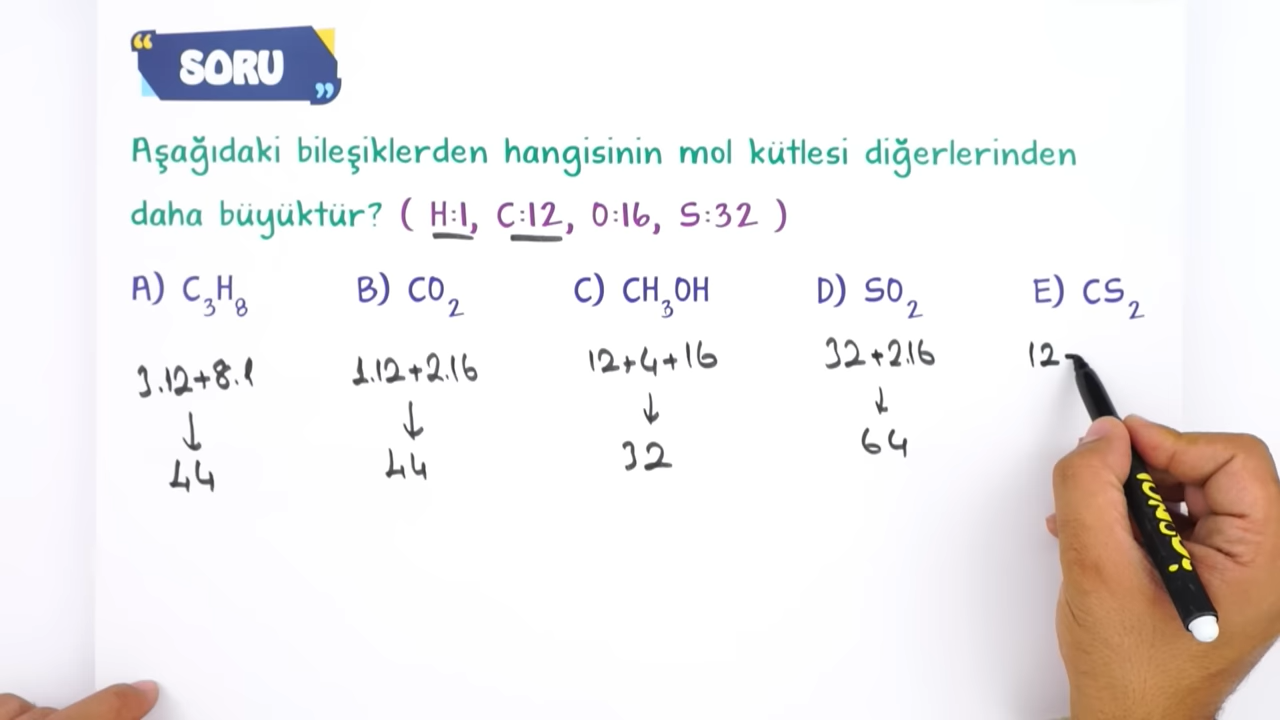 SORU
Aşağıdaki bileşiklerden hangisinin mol kütlesi diğerlerinden
daha büyüktür? ( H:1, C:12, O:16, S:32 )
A) C₃H₈ B) CO₂ C) CH₃OH D) SO₂ E) CS₂
3.12+8.1 1.12+2.16 12+4+16 32+2.16 12-
↓ ↓ ↓ ↓
44 44 32 64